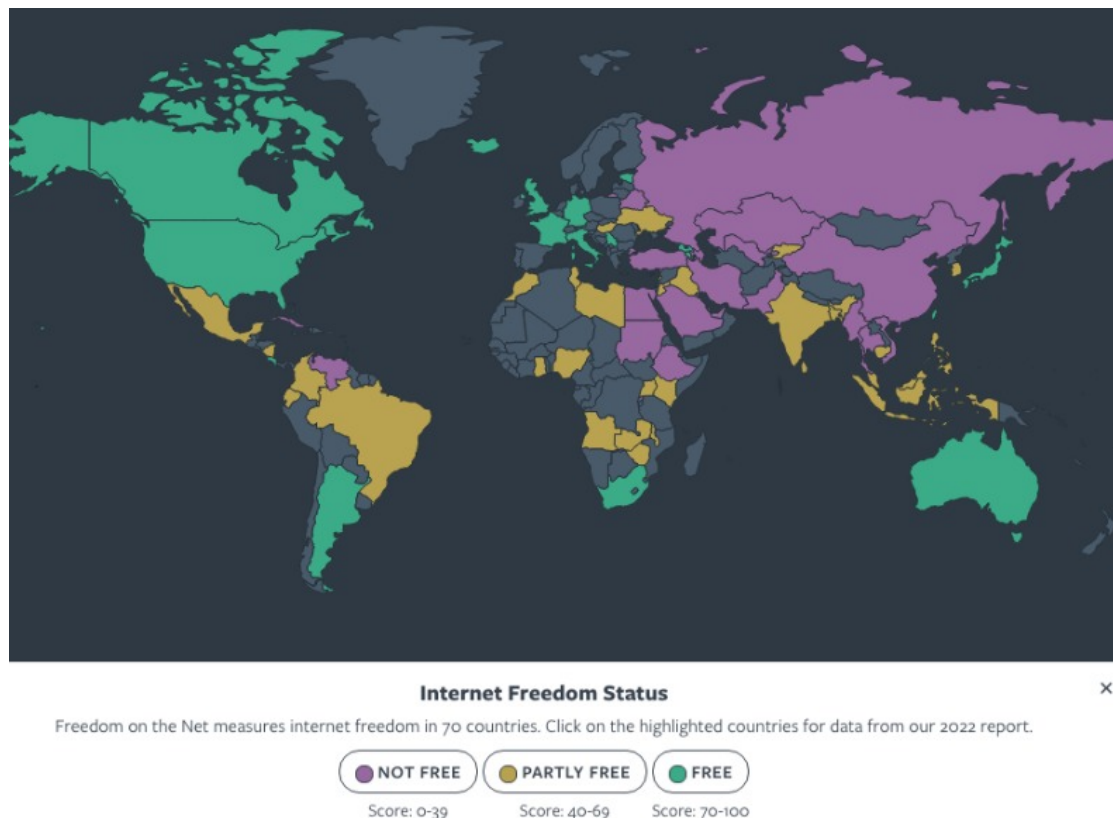 Internet Freedom Status
×
Freedom on the Net measures internet freedom in 70 countries. Click on the highlighted countries for data from our 2022 report.
NOT FREE PARTLY FREE FREE
Score: 0-39 Score: 40-69 Score: 70-100